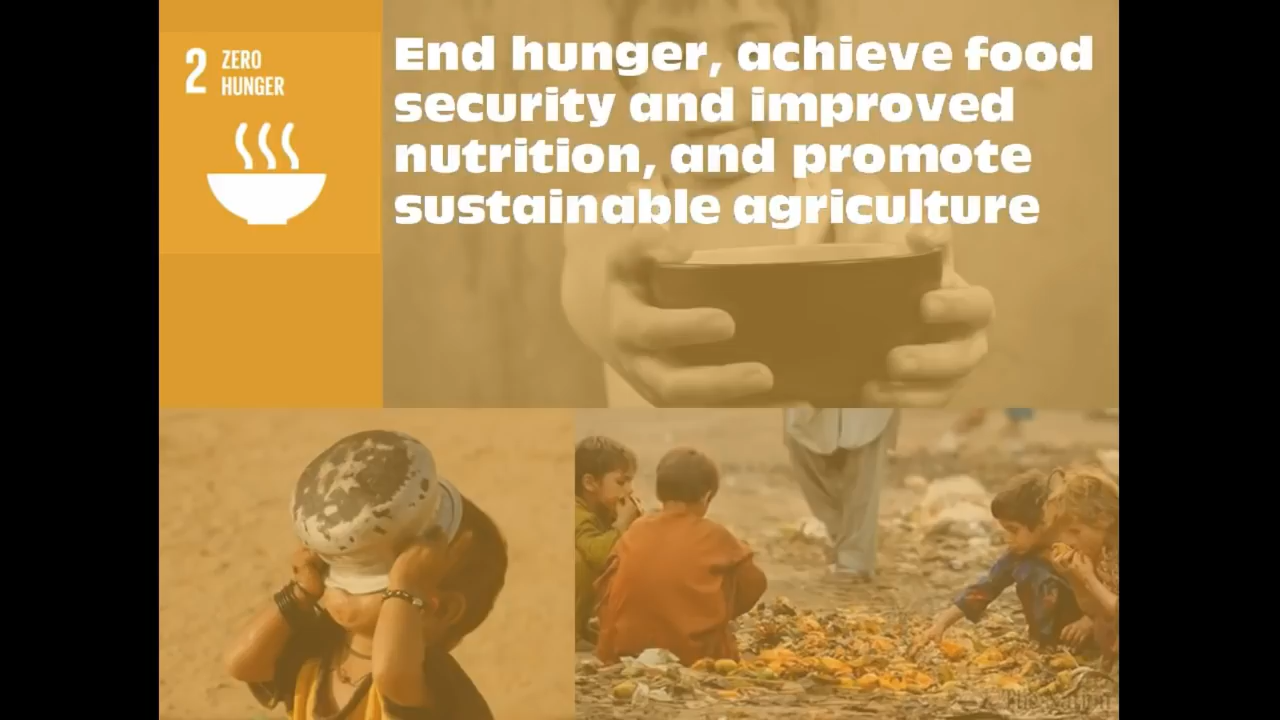 2 ZERO
HUNGER
End hunger, achieve food
security and improved
nutrition, and promote
sustainable agriculture